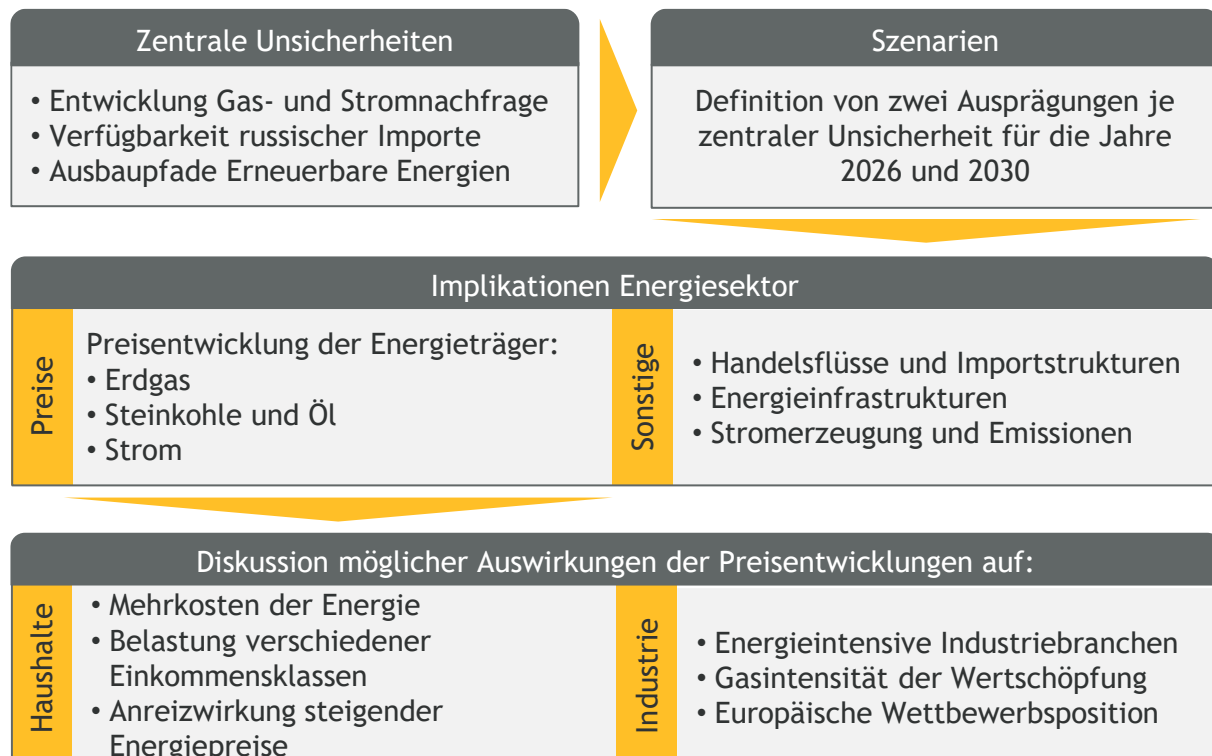 Zentrale Unsicherheiten
• Entwicklung Gas- und Stromnachfrage
• Verfügbarkeit russischer Importe
• Ausbaupfade Erneuerbare Energien
Szenarien
Definition von zwei Ausprägungen je
zentraler Unsicherheit für die Jahre
2026 und 2030
Implikationen Energiesektor
Preise
Preisentwicklung der Energieträger:
• Erdgas
• Steinkohle und Öl
• Strom
Sonstige
• Handelsflüsse und Importstrukturen
• Energieinfrastrukturen
• Stromerzeugung und Emissionen
Diskussion möglicher Auswirkungen der Preisentwicklungen auf:
Haushalte
• Mehrkosten der Energie
• Belastung verschiedener
Einkommensklassen
• Anreizwirkung steigender
Energiepreise
Industrie
• Energieintensive Industriebranchen
• Gasintensität der Wertschöpfung
• Europäische Wettbewerbsposition